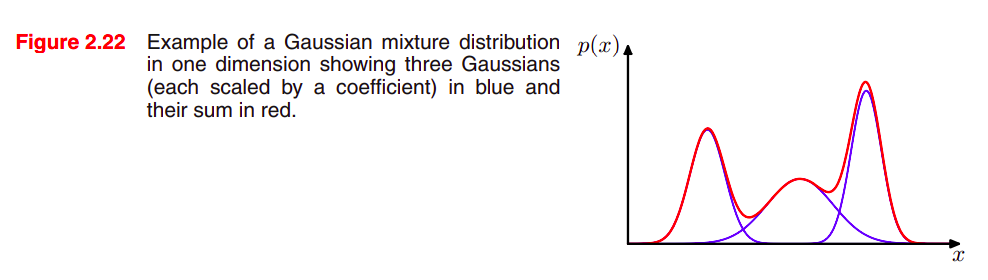 Figure 2.22 Example of a Gaussian mixture distribution
in one dimension showing three Gaussians
(each scaled by a coefficient) in blue and
their sum in red.
p(x)
x